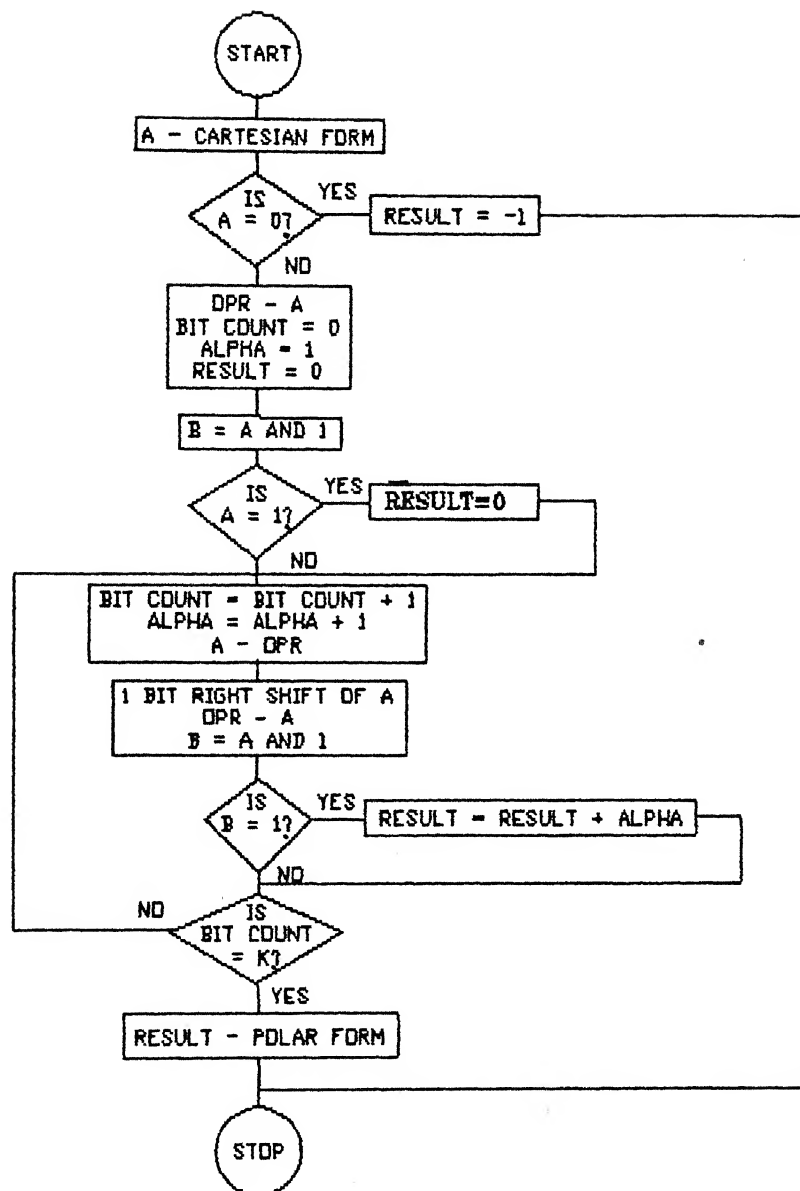 START
A - CARTESIAN FORM
IS
A = 0?
YES
RESULT = -1
NO
OPR - A
BIT COUNT = 0
ALPHA = 1
RESULT = 0
B = A AND 1
IS
A = 1?
YES
RESULT=0
NO
BIT COUNT = BIT COUNT + 1
ALPHA = ALPHA + 1
A - OPR
1 BIT RIGHT SHIFT OF A
OPR - A
B = A AND 1
IS
B = 1?
YES
RESULT = RESULT + ALPHA
NO
NO
IS
BIT COUNT
= K?
YES
RESULT - POLAR FORM
STOP